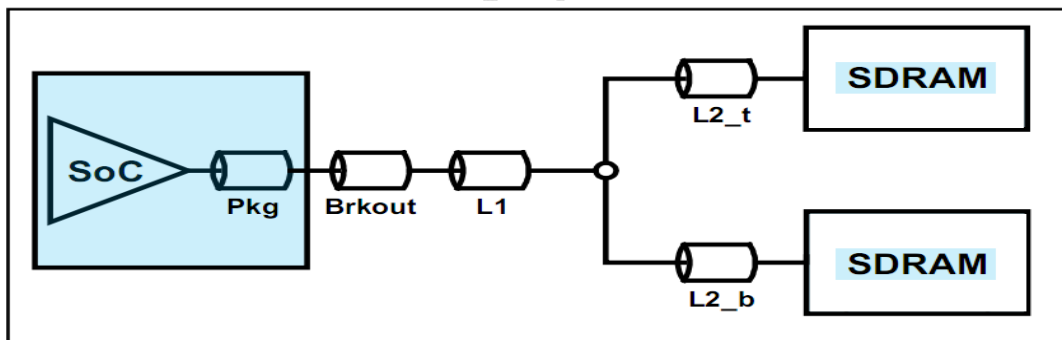 SoC
Pkg
Brkout
L1
L2_t
SDRAM
L2_b
SDRAM